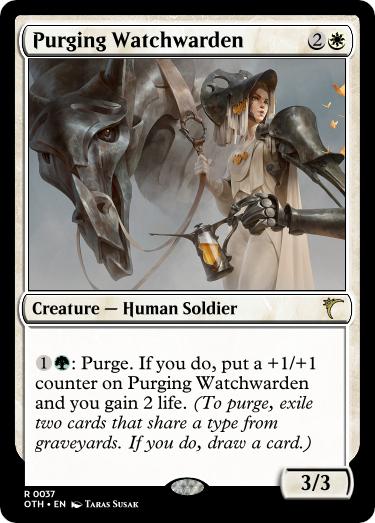 Purging Watchwarden 2
Creature — Human Soldier
1: Purge. If you do, put a +1/+1
counter on Purging Watchwarden
and you gain 2 life. (To purge, exile
two cards that share a type from
graveyards. If you do, draw a card.)
3/3
R 0037
OTH • EN Taras Susak